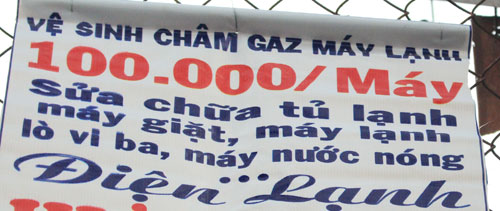 VỆ SINH CHÂM GAZ MÁY LẠNH
100.000/Máy
Sửa chữa tủ lạnh
máy giặt, máy lạnh
lò vi ba, máy nước nóng
Điện Lạnh